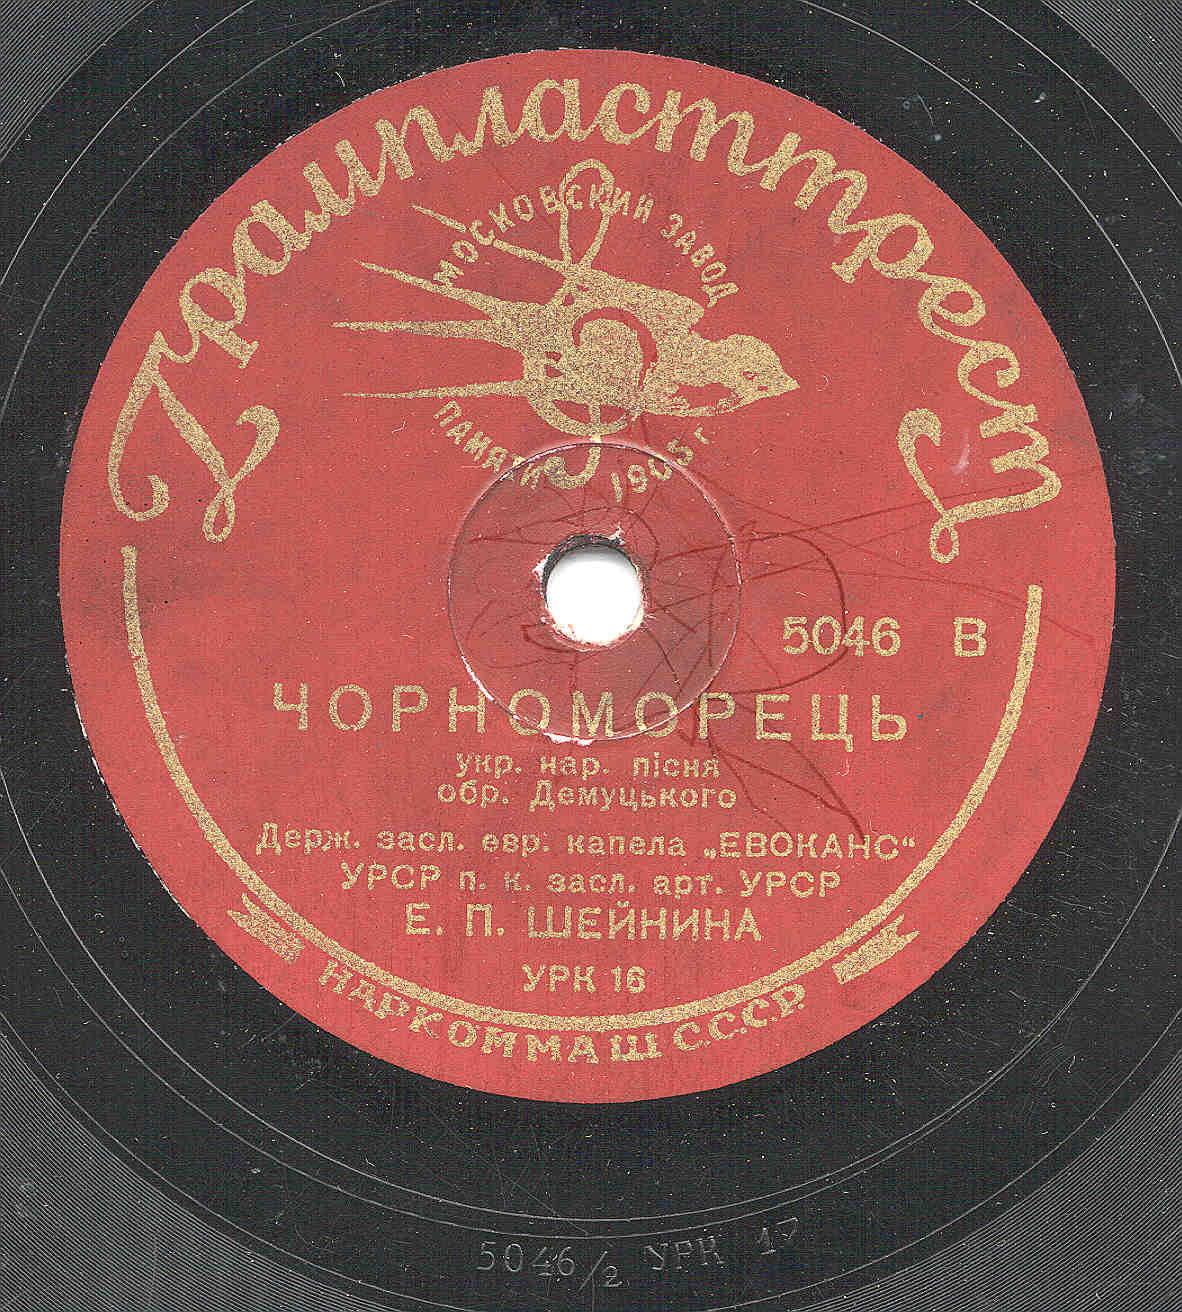 Грампласттрест
МОСКОВСКИЙ ЗАВОД
ПАМЯТИ 1905 г.
5046 В
ЧОРНОМОРЕЦЬ
укр. нар. пісня
обр. Демуцького
Держ. засл. евр. капела „ЕВОКАНС“
УРСР п. к. засл. арт. УРСР
Е. П. ШЕЙНИНА
УРК 16
НАРКОММАШ С.С.С.Р.
5046/2 УРК 17